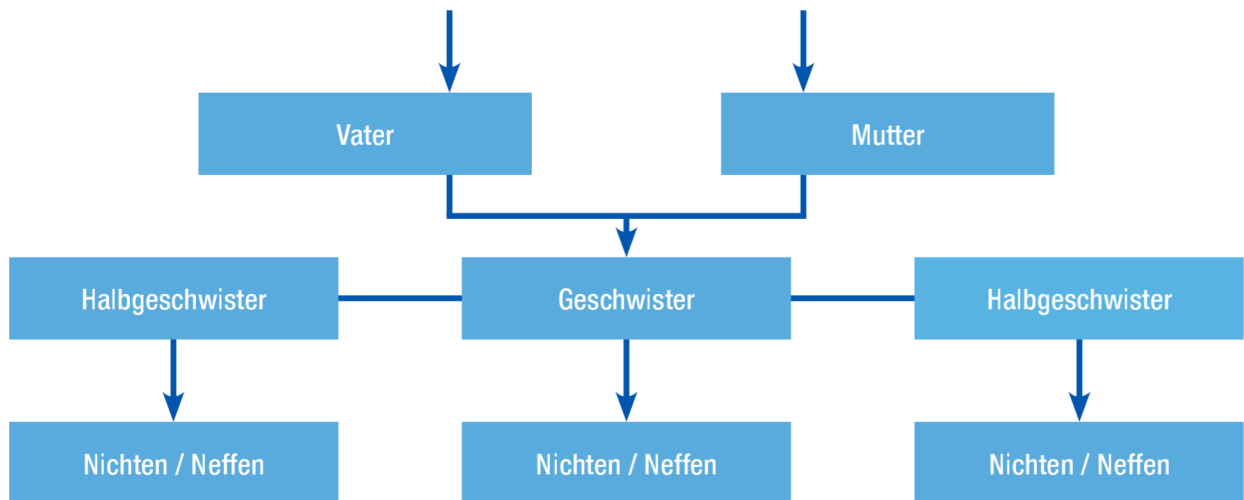 Vater
Mutter
Halbgeschwister
Geschwister
Halbgeschwister
Nichten / Neffen
Nichten / Neffen
Nichten / Neffen